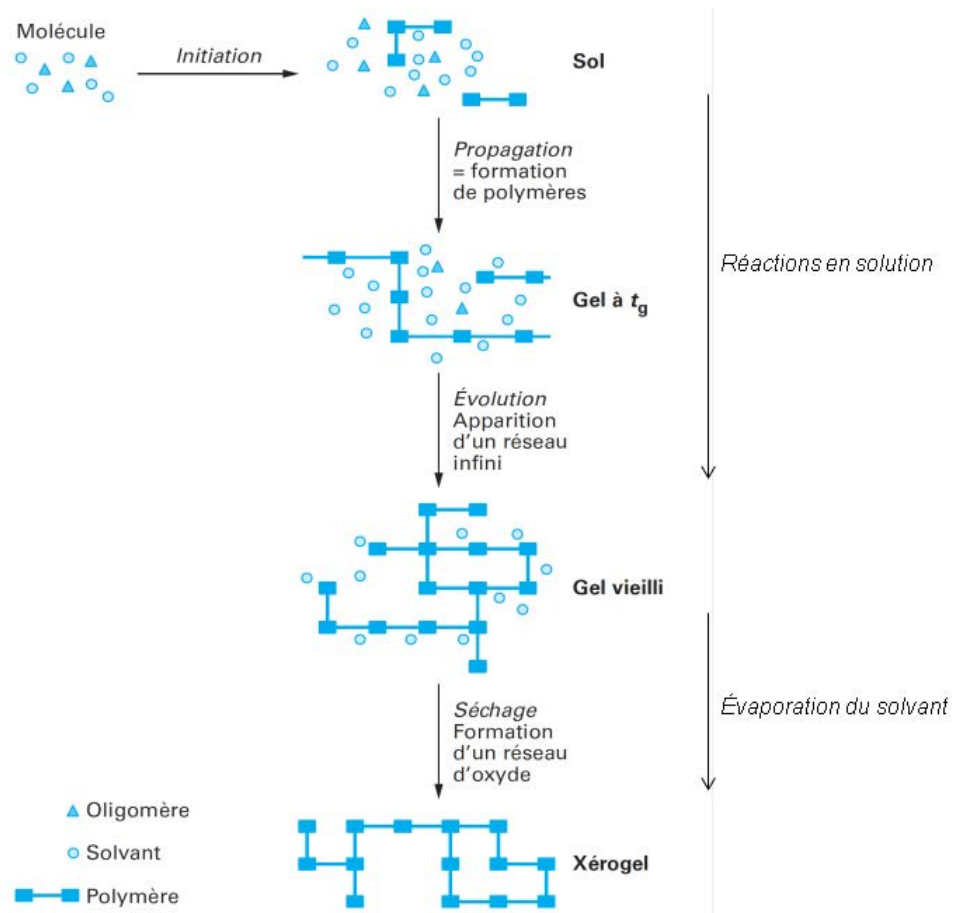 Molécule
Initiation
Sol
Propagation
= formation
de polymères
Réactions en solution
Gel à tg
Évolution
Apparition
d'un réseau
infini
Gel vieilli
Évaporation du solvant
Séchage
Formation
d'un réseau
d'oxyde
Oligomère
Solvant
Xérogel
Polymère